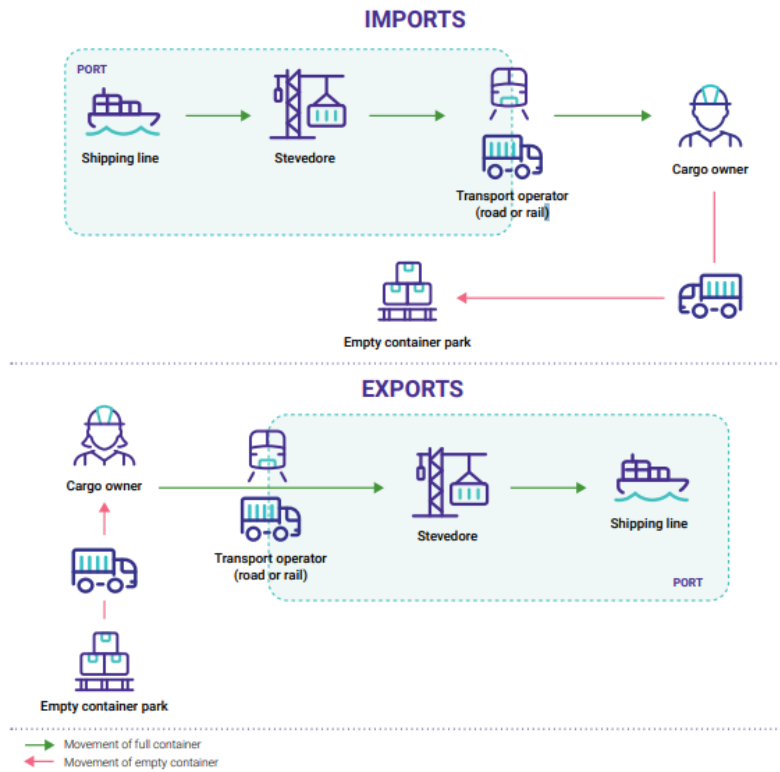 IMPORTS
PORT
Shipping line
Stevedore
Transport operator
(road or rail)
Cargo owner
Empty container park
EXPORTS
Cargo owner
Transport operator
(road or rail)
Stevedore
Shipping line
PORT
Empty container park
Movement of full container
Movement of empty container